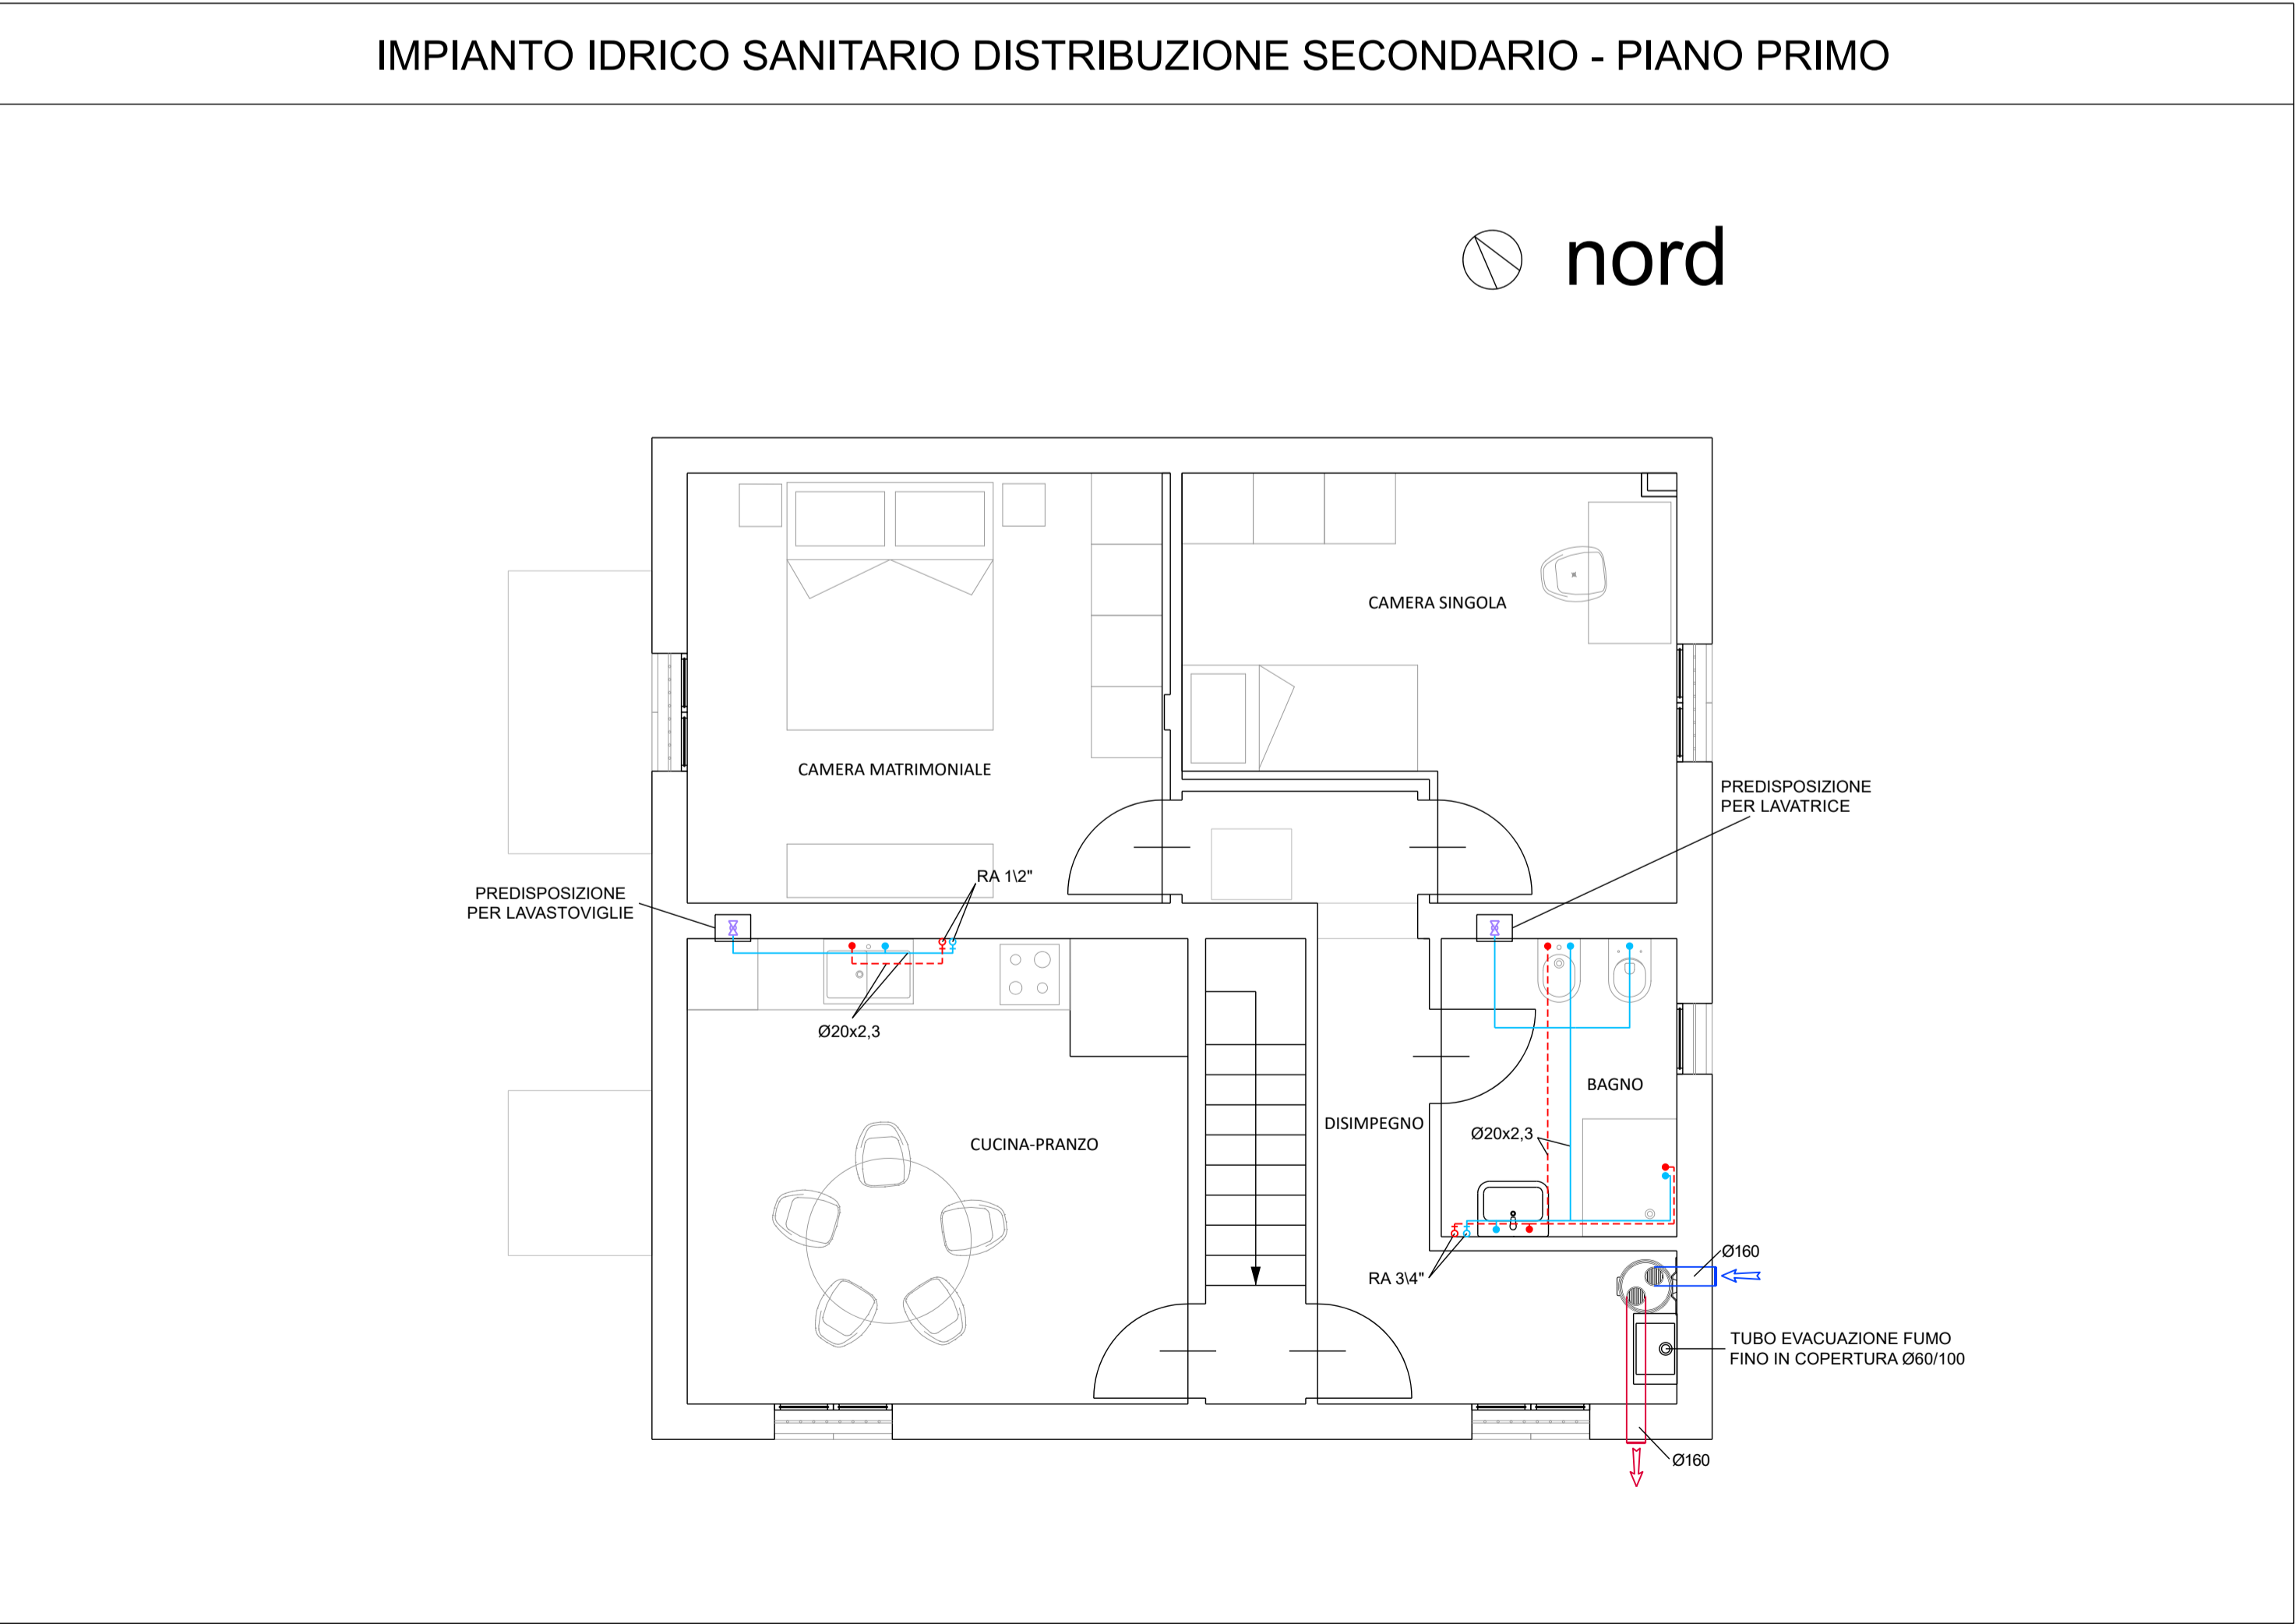 IMPIANTO IDRICO SANITARIO DISTRIBUZIONE SECONDARIO - PIANO PRIMO
nord
CAMERA SINGOLA
CAMERA MATRIMONIALE
PREDISPOSIZIONE
PER LAVATRICE
RA 1\2"
PREDISPOSIZIONE
PER LAVASTOVIGLIE
Ø20x2,3
BAGNO
DISIMPEGNO
Ø20x2,3
CUCINA-PRANZO
Ø160
RA 3\4"
TUBO EVACUAZIONE FUMO
FINO IN COPERTURA Ø60/100
Ø160